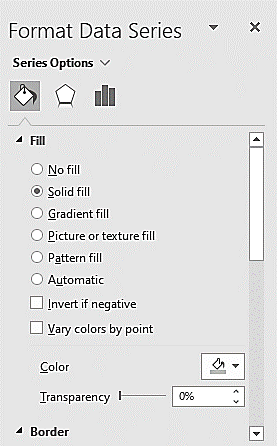 Format Data Series
Series Options
Fill
No fill
Solid fill
Gradient fill
Picture or texture fill
Pattern fill
Automatic
Invert if negative
Vary colors by point
Color
Transparency 0%
Border